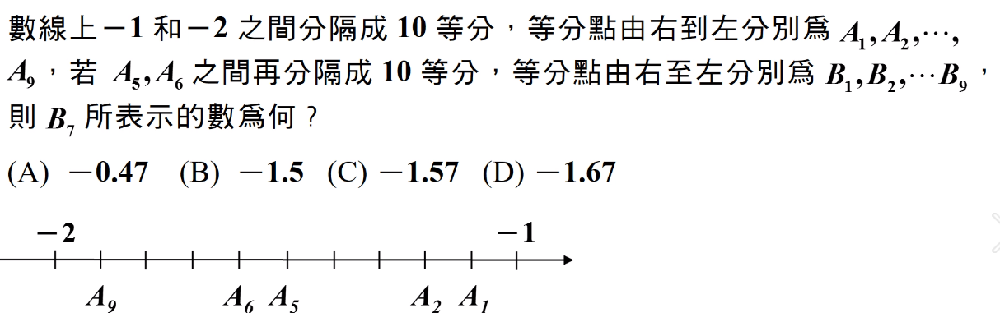 數線上－1 和－2 之間分隔成 10 等分，等分點由右到左分別爲 A₁,A₂,⋯,
A₉，若 A₅,A₆ 之間再分隔成 10 等分，等分點由右至左分別爲 B₁,B₂,⋯B₉，
則 B₇ 所表示的數爲何？
(A) －0.47 (B) －1.5 (C) －1.57 (D) －1.67
－2 －1
A₉ A₆ A₅ A₂ A₁